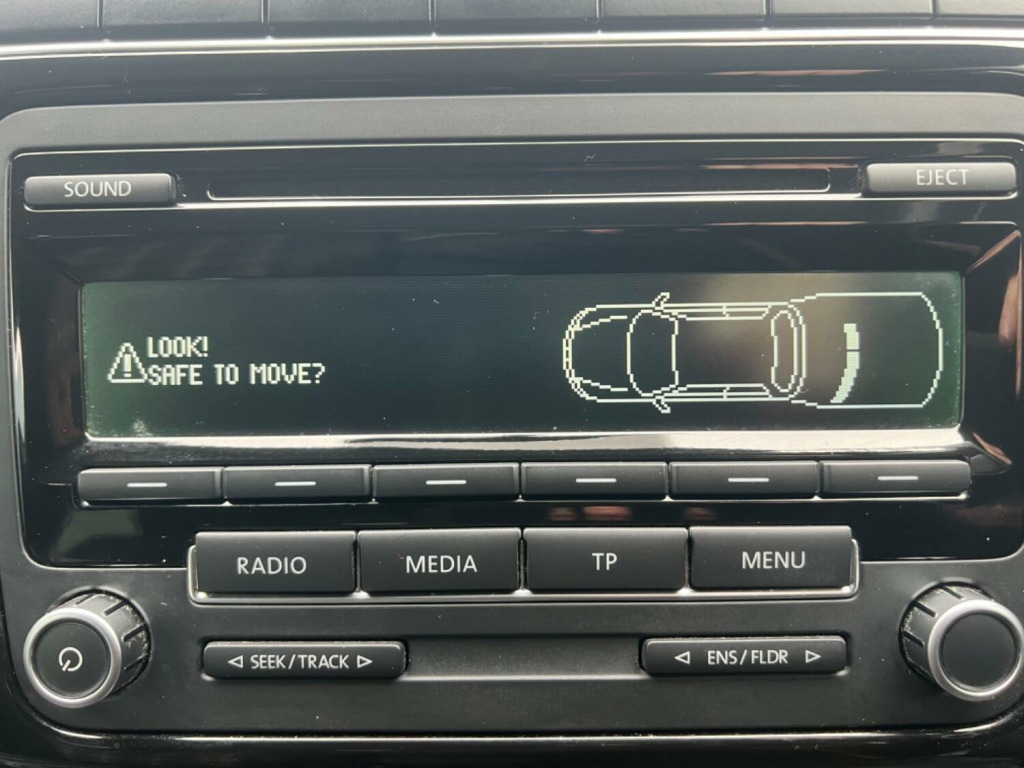 SOUND
EJECT
LOOK!
SAFE TO MOVE?
RADIO
MEDIA
TP
MENU
SEEK/TRACK
ENS/FLDR